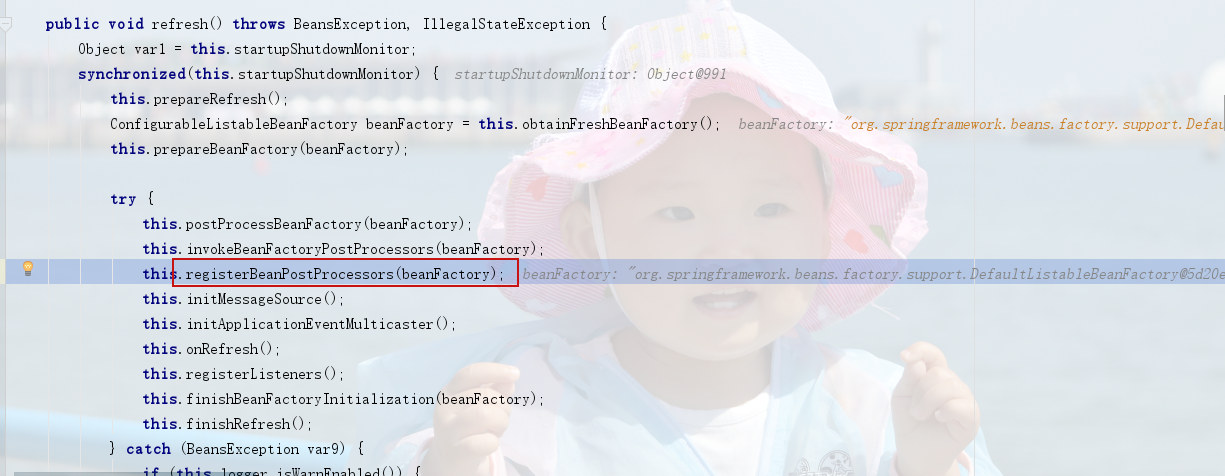 public void refresh() throws BeansException, IllegalStateException {
Object var1 = this.startupShutdownMonitor;
synchronized(this.startupShutdownMonitor) { startupShutdownMonitor: Object@991
this.prepareRefresh();
ConfigurableListableBeanFactory beanFactory = this.obtainFreshBeanFactory(); beanFactory: "org.springframework.beans.factory.support.Defau
this.prepareBeanFactory(beanFactory);
try {
this.postProcessBeanFactory(beanFactory);
this.invokeBeanFactoryPostProcessors(beanFactory);
this.registerBeanPostProcessors(beanFactory); beanFactory: "org.springframework.beans.factory.support.DefaultListableBeanFactory@5d20e
this.initMessageSource();
this.initApplicationEventMulticaster();
this.onRefresh();
this.registerListeners();
this.finishBeanFactoryInitialization(beanFactory);
this.finishRefresh();
} catch (BeansException var9) {
if (this.logger.isWarnEnabled()) {